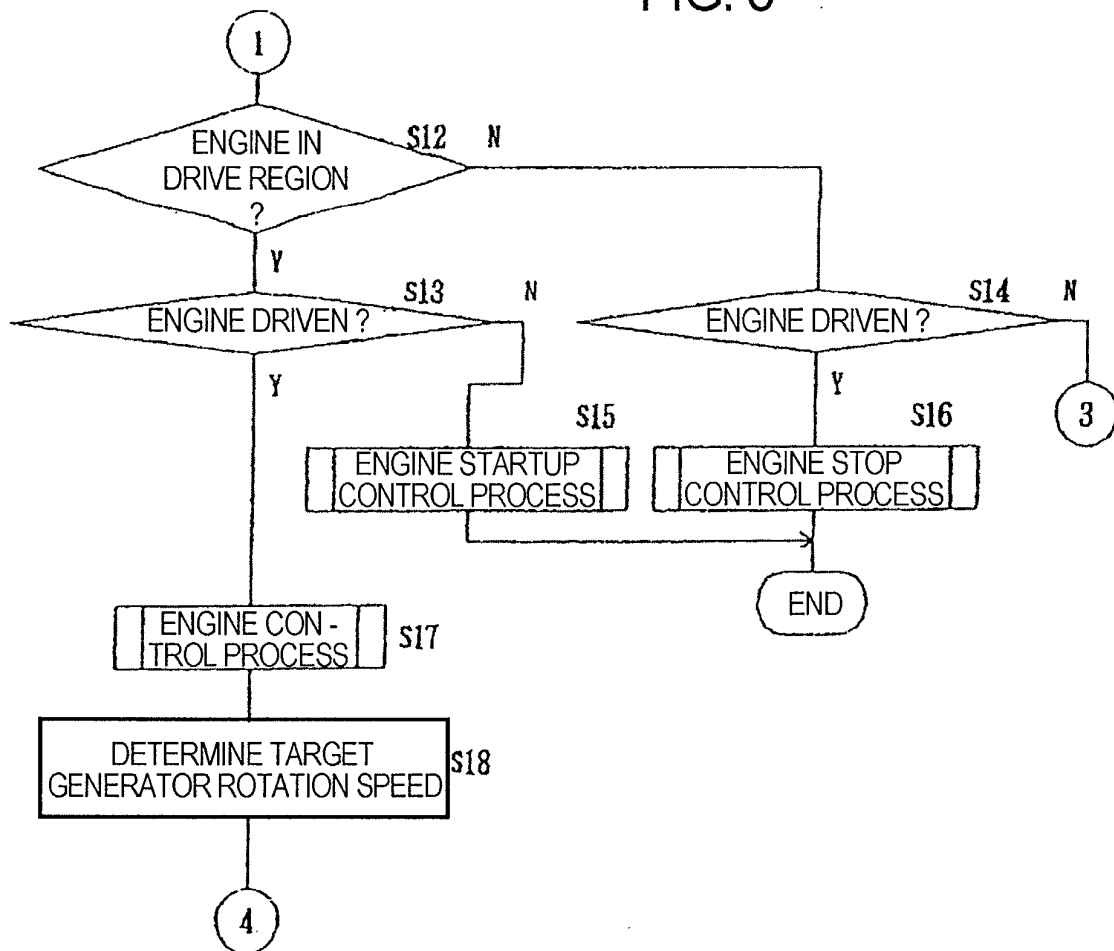 1
S12 N
ENGINE IN
DRIVE REGION
?
Y
S13 N
ENGINE DRIVEN ?
Y
S14 N
ENGINE DRIVEN ?
Y
3
S15
ENGINE STARTUP
CONTROL PROCESS
S16
ENGINE STOP
CONTROL PROCESS
END
ENGINE CON -
TROL PROCESS
S17
DETERMINE TARGET
GENERATOR ROTATION SPEED
S18
4